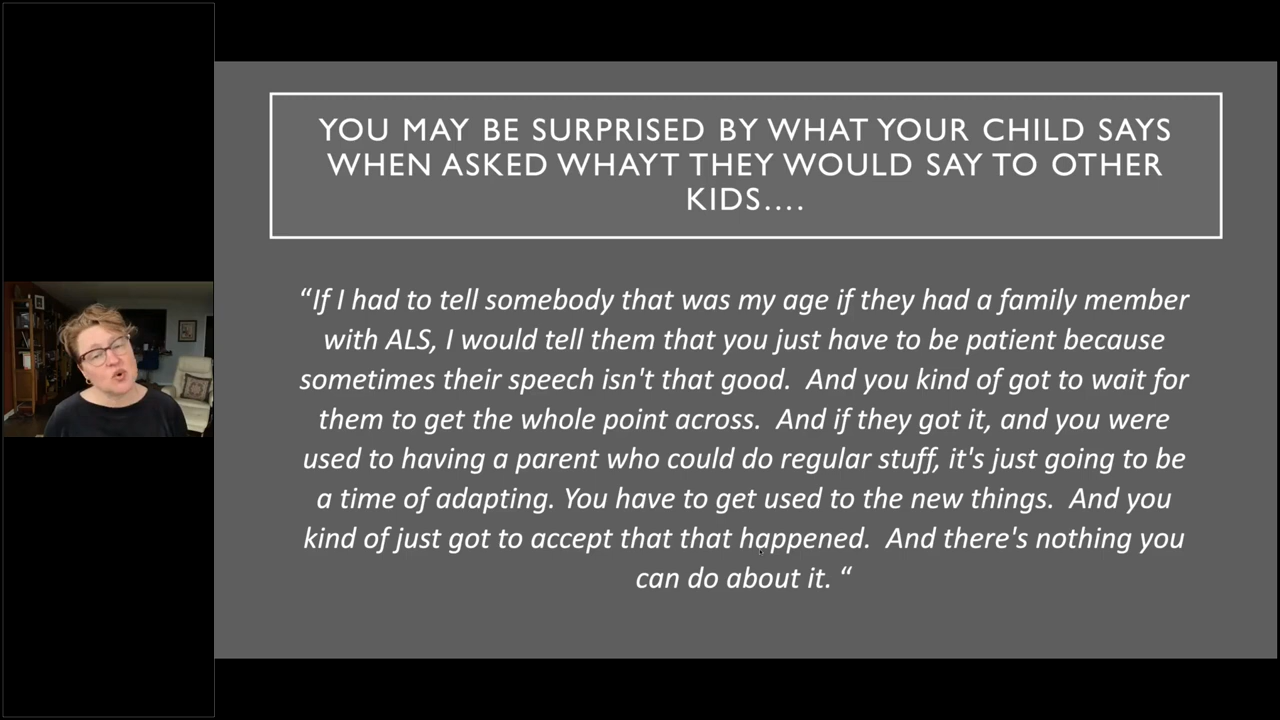 YOU MAY BE SURPRISED BY WHAT YOUR CHILD SAYS
WHEN ASKED WHAYT THEY WOULD SAY TO OTHER
KIDS....
“If I had to tell somebody that was my age if they had a family member
with ALS, I would tell them that you just have to be patient because
sometimes their speech isn't that good.  And you kind of got to wait for
them to get the whole point across.  And if they got it, and you were
used to having a parent who could do regular stuff, it's just going to be
a time of adapting. You have to get used to the new things.  And you
kind of just got to accept that that happened.  And there's nothing you
can do about it. “